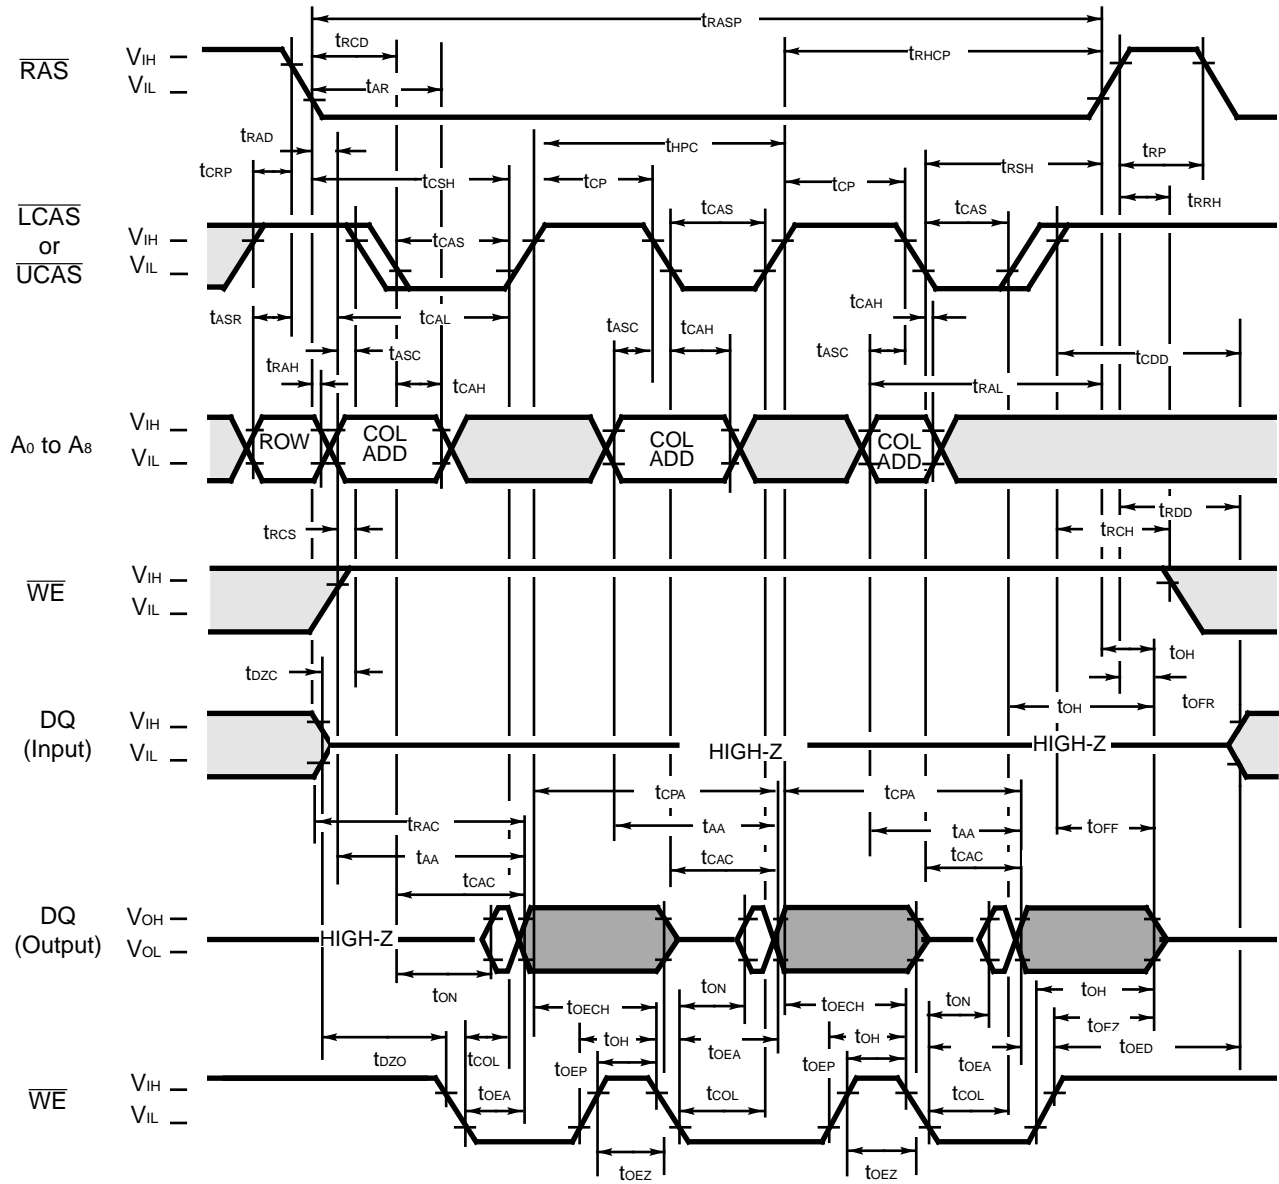 tRASP
tRCD
tRHCP
RAS
VIH
VIL
tAR
tRAD
tHPC
tRP
tCRP
tCSH
tCP
tCP
tRSH
tRRH
LCAS
or
UCAS
VIH
VIL
tCAS
tCAS
tCAS
tASR
tCAL
tCAH
tASC
tCAH
tRAH
tASC
tASC
tCDD
tCAH
tRAL
A0 to A8
VIH
VIL
ROW
COL
ADD
COL
ADD
COL
ADD
tRDD
tRCS
tRCH
WE
VIH
VIL
tOH
tDZC
tOH
tOFR
DQ
(Input)
VIH
VIL
HIGH-Z
HIGH-Z
tCPA
tCPA
tRAC
tAA
tAA
tOFF
tAA
tCAC
tCAC
tCAC
DQ
(Output)
VOH
VOL
HIGH-Z
tON
tOECH
tON
tOECH
tON
tOH
tOEZ
tDZO
tCOL
tOH
tOEA
tOH
tOEA
tOED
tOEP
tOEP
WE
VIH
VIL
tOEA
tCOL
tCOL
tOEZ
tOEZ